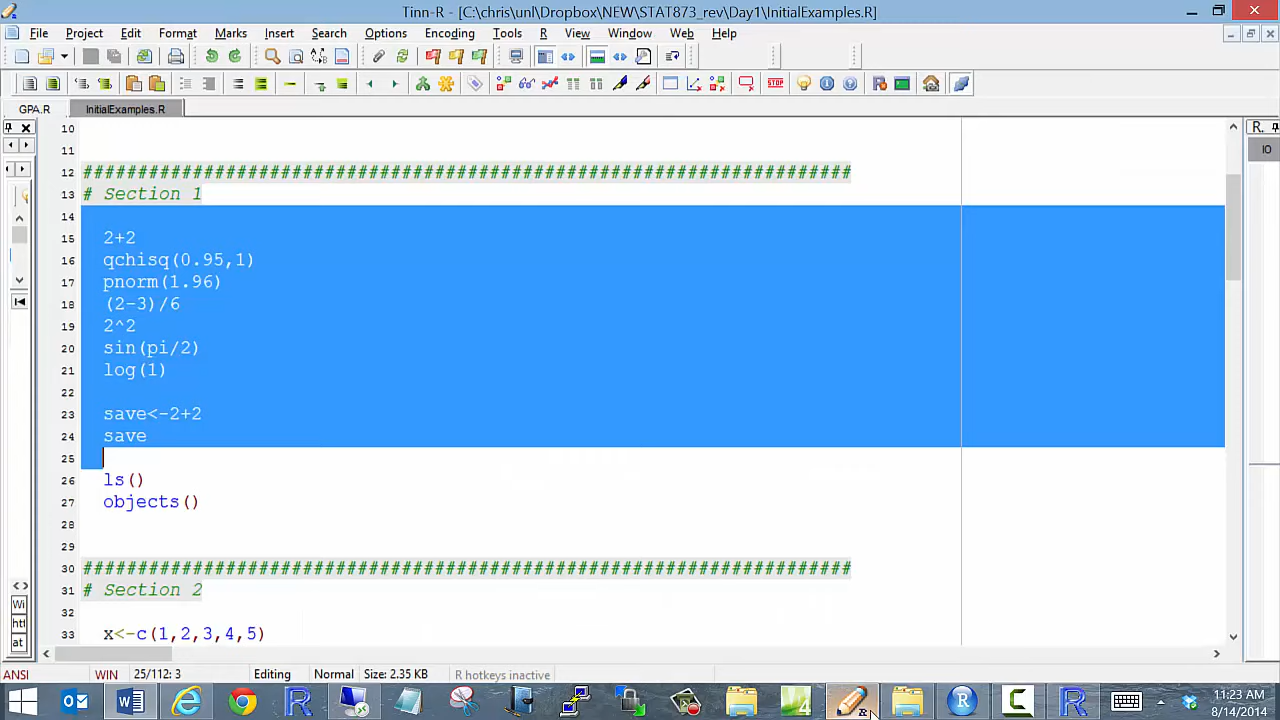 Tinn-R - [C:\chris\unl\Dropbox\NEW\STAT873_rev\Day1\InitialExamples.R]
File Project Edit Format Marks Insert Search Options Encoding Tools R View Window Web Help
GPA.R InitialExamples.R
R.
IO
10
11
12 #######################################################################
13 # Section 1
14
15 2+2
16 qchisq(0.95,1)
17 pnorm(1.96)
18 (2-3)/6
19 2^2
20 sin(pi/2)
21 log(1)
22
23 save<-2+2
24 save
25
26 ls()
27 objects()
28
29
30 #######################################################################
31 # Section 2
32
33 x<-c(1,2,3,4,5)
Wi
htl
at
ANSI WIN 25/112: 3 Editing Normal Size: 2.35 KB R hotkeys inactive
11:23 AM
8/14/2014